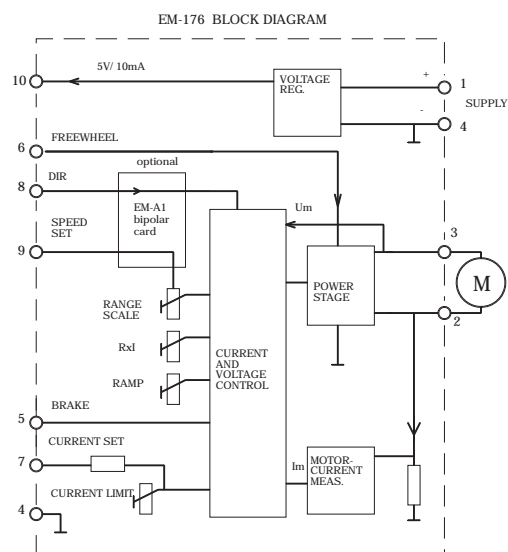 EM-176 BLOCK DIAGRAM
10
5V/ 10mA
VOLTAGE
REG.
+
1
SUPPLY
-
4
6
FREEWHEEL
optional
8
DIR
EM-A1
bipolar
card
Um
3
SPEED
SET
9
M
POWER
STAGE
2
RANGE
SCALE
RxI
CURRENT
AND
VOLTAGE
CONTROL
RAMP
5
BRAKE
CURRENT SET
7
Im
MOTOR-
CURRENT
MEAS.
CURRENT LIMIT
4